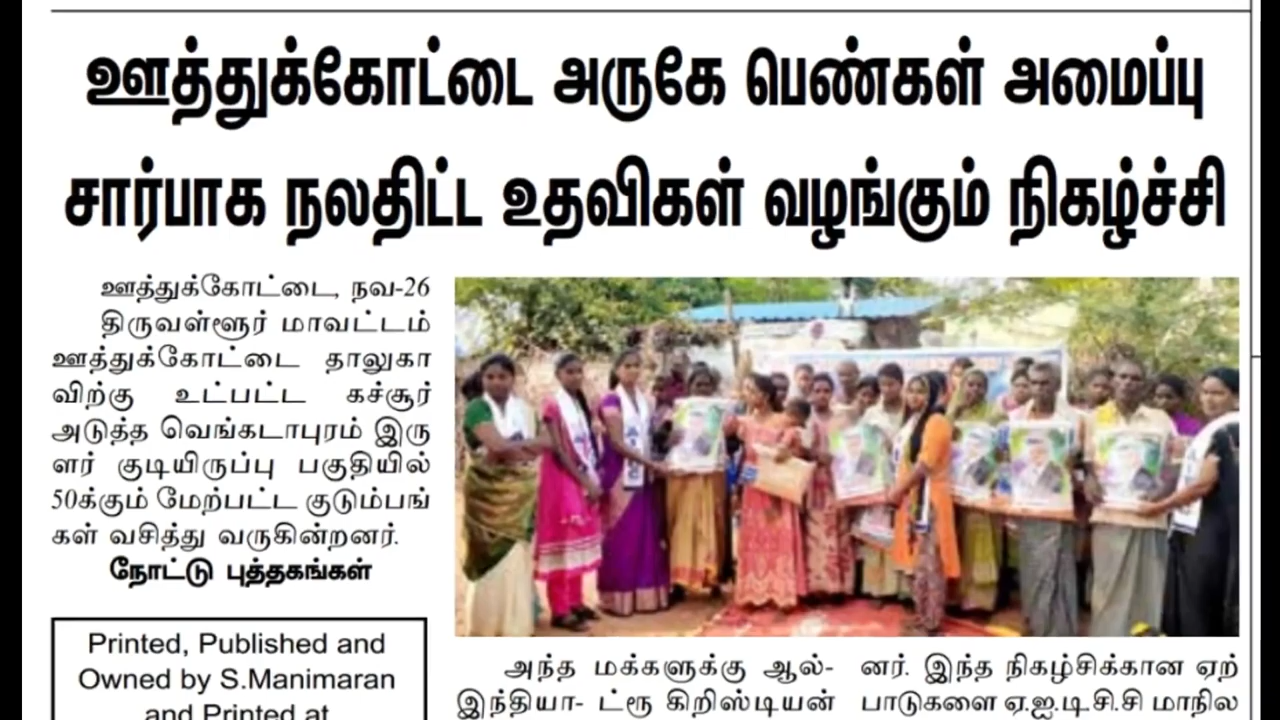 ஊத்துக்கோட்டை அருகே பெண்கள் அமைப்பு
சார்பாக நலதிட்ட உதவிகள் வழங்கும் நிகழ்ச்சி
ஊத்துக்கோட்டை, நவ-26
திருவள்ளூர் மாவட்டம்
ஊத்துக்கோட்டை தாலுகா
விற்கு உட்பட்ட கச்சூர்
அடுத்த வெங்கடாபுரம் இரு
ளர் குடியிருப்பு பகுதியில்
50க்கும் மேற்பட்ட குடும்பங்
கள் வசித்து வருகின்றனர்.
நோட்டு புத்தகங்கள்
Printed, Published and
Owned by S.Manimaran
and Printed at
அந்த மக்களுக்கு ஆல்-
இந்தியா- ட்ரூ கிறிஸ்டியன்
னர். இந்த நிகழ்சிக்கான ஏற்
பாடுகளை ஏ.ஐ.டி.சி.சி மாநில